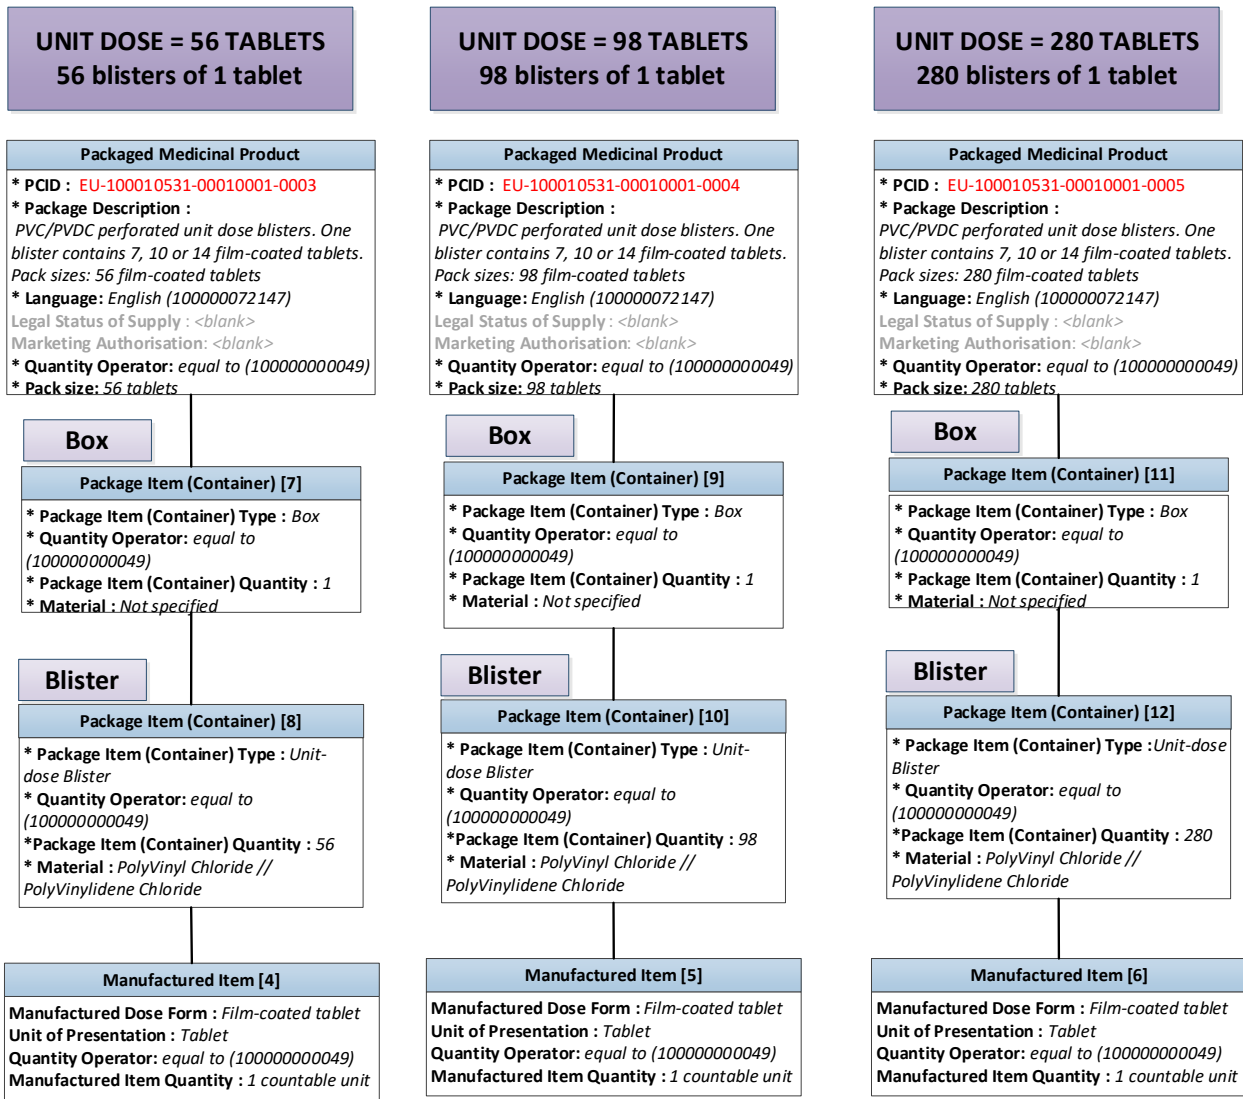 UNIT DOSE = 56 TABLETS
56 blisters of 1 tablet
Packaged Medicinal Product
* PCID : EU-100010531-00010001-0003
* Package Description :
PVC/PVDC perforated unit dose blisters. One
blister contains 7, 10 or 14 film-coated tablets.
Pack sizes: 56 film-coated tablets
* Language: English (100000072147)
Legal Status of Supply : <blank>
Marketing Authorisation: <blank>
* Quantity Operator: equal to (100000000049)
* Pack size: 56 tablets
Box
Package Item (Container) [7]
* Package Item (Container) Type : Box
* Quantity Operator: equal to
(100000000049)
* Package Item (Container) Quantity : 1
* Material : Not specified
Blister
Package Item (Container) [8]
* Package Item (Container) Type : Unit-
dose Blister
* Quantity Operator: equal to
(100000000049)
*Package Item (Container) Quantity : 56
* Material : PolyVinyl Chloride //
PolyVinylidene Chloride
Manufactured Item [4]
Manufactured Dose Form : Film-coated tablet
Unit of Presentation : Tablet
Quantity Operator: equal to (100000000049)
Manufactured Item Quantity : 1 countable unit
UNIT DOSE = 98 TABLETS
98 blisters of 1 tablet
Packaged Medicinal Product
* PCID : EU-100010531-00010001-0004
* Package Description :
PVC/PVDC perforated unit dose blisters. One
blister contains 7, 10 or 14 film-coated tablets.
Pack sizes: 98 film-coated tablets
* Language: English (100000072147)
Legal Status of Supply : <blank>
Marketing Authorisation: <blank>
* Quantity Operator: equal to (100000000049)
* Pack size: 98 tablets
Box
Package Item (Container) [9]
* Package Item (Container) Type : Box
* Quantity Operator: equal to
(100000000049)
* Package Item (Container) Quantity : 1
* Material : Not specified
Blister
Package Item (Container) [10]
* Package Item (Container) Type : Unit-
dose Blister
* Quantity Operator: equal to
(100000000049)
*Package Item (Container) Quantity : 98
* Material : PolyVinyl Chloride //
PolyVinylidene Chloride
Manufactured Item [5]
Manufactured Dose Form : Film-coated tablet
Unit of Presentation : Tablet
Quantity Operator: equal to (100000000049)
Manufactured Item Quantity : 1 countable unit
UNIT DOSE = 280 TABLETS
280 blisters of 1 tablet
Packaged Medicinal Product
* PCID : EU-100010531-00010001-0005
* Package Description :
PVC/PVDC perforated unit dose blisters. One
blister contains 7, 10 or 14 film-coated tablets.
Pack sizes: 280 film-coated tablets
* Language: English (100000072147)
Legal Status of Supply : <blank>
Marketing Authorisation: <blank>
* Quantity Operator: equal to (100000000049)
* Pack size: 280 tablets
Box
Package Item (Container) [11]
* Package Item (Container) Type : Box
* Quantity Operator: equal to
(100000000049)
* Package Item (Container) Quantity : 1
* Material : Not specified
Blister
Package Item (Container) [12]
* Package Item (Container) Type :Unit-dose
Blister
* Quantity Operator: equal to
(100000000049)
*Package Item (Container) Quantity : 280
* Material : PolyVinyl Chloride //
PolyVinylidene Chloride
Manufactured Item [6]
Manufactured Dose Form : Film-coated tablet
Unit of Presentation : Tablet
Quantity Operator: equal to (100000000049)
Manufactured Item Quantity : 1 countable unit